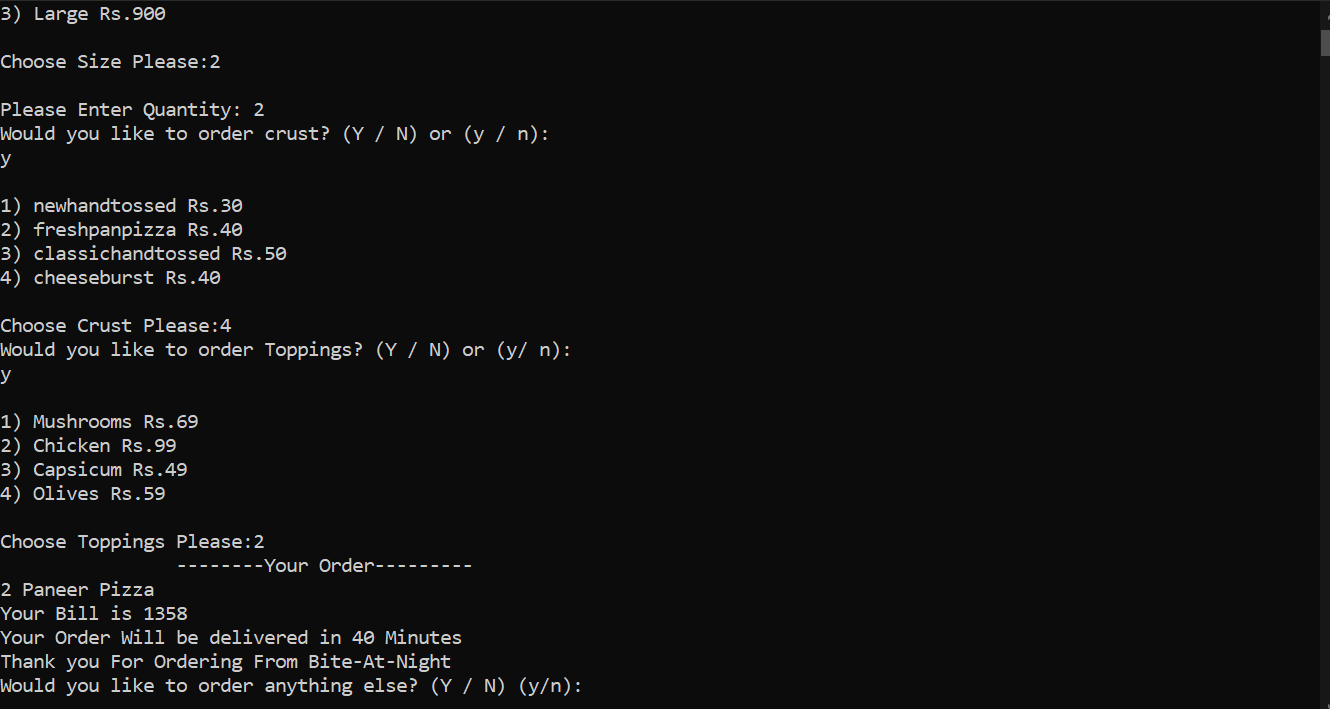 3) Large Rs.900
Choose Size Please:2
Please Enter Quantity: 2
Would you like to order crust? (Y / N) or (y / n):
y
1) newhandtossed Rs.30
2) freshpanpizza Rs.40
3) classichandtossed Rs.50
4) cheeseburst Rs.40
Choose Crust Please:4
Would you like to order Toppings? (Y / N) or (y/ n):
y
1) Mushrooms Rs.69
2) Chicken Rs.99
3) Capsicum Rs.49
4) Olives Rs.59
Choose Toppings Please:2
--------Your Order---------
2 Paneer Pizza
Your Bill is 1358
Your Order Will be delivered in 40 Minutes
Thank you For Ordering From Bite-At-Night
Would you like to order anything else? (Y / N) (y/n):